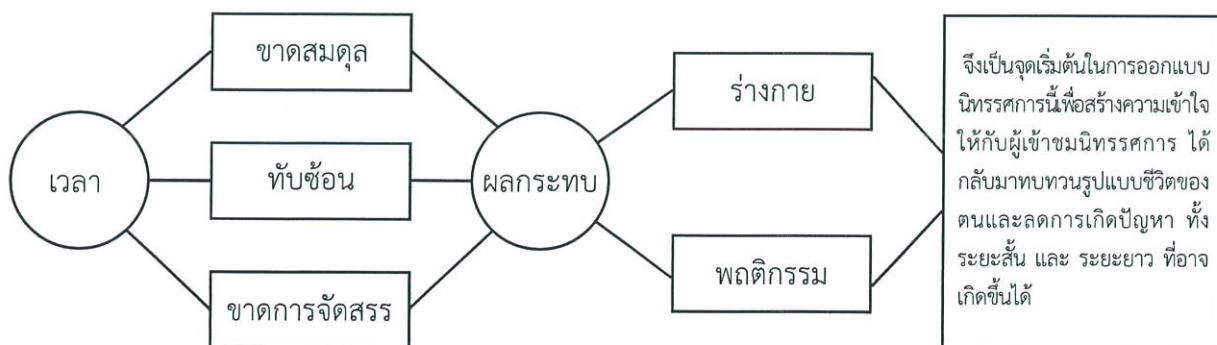 เวลา
ขาดสมดุล
ทับซ้อน
ขาดการจัดสรร
ผลกระทบ
ร่างกาย
พฤติกรรม
จึงเป็นจุดเริ่มต้นในการออกแบบ
นิทรรศการนี้เพื่อสร้างความเข้าใจ
ให้กับผู้เข้าชมนิทรรศการ ได้
กลับมาทบทวนรูปแบบชีวิตของ
ตนและลดการเกิดปัญหา ทั้ง
ระยะสั้น และ ระยะยาว ที่อาจ
เกิดขึ้นได้